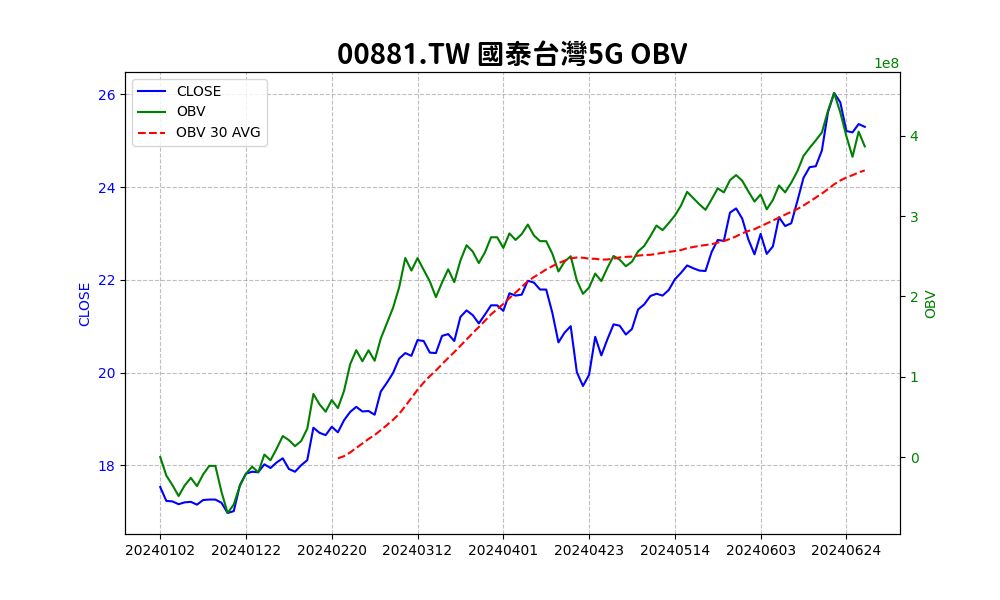 00881.TW 國泰台灣5G OBV
1e8
CLOSE
OBV
OBV 30 AVG
26
24
22
20
18
CLOSE
4
3
2
1
0
OBV
20240102 20240122 20240220 20240312 20240401 20240423 20240514 20240603 20240624